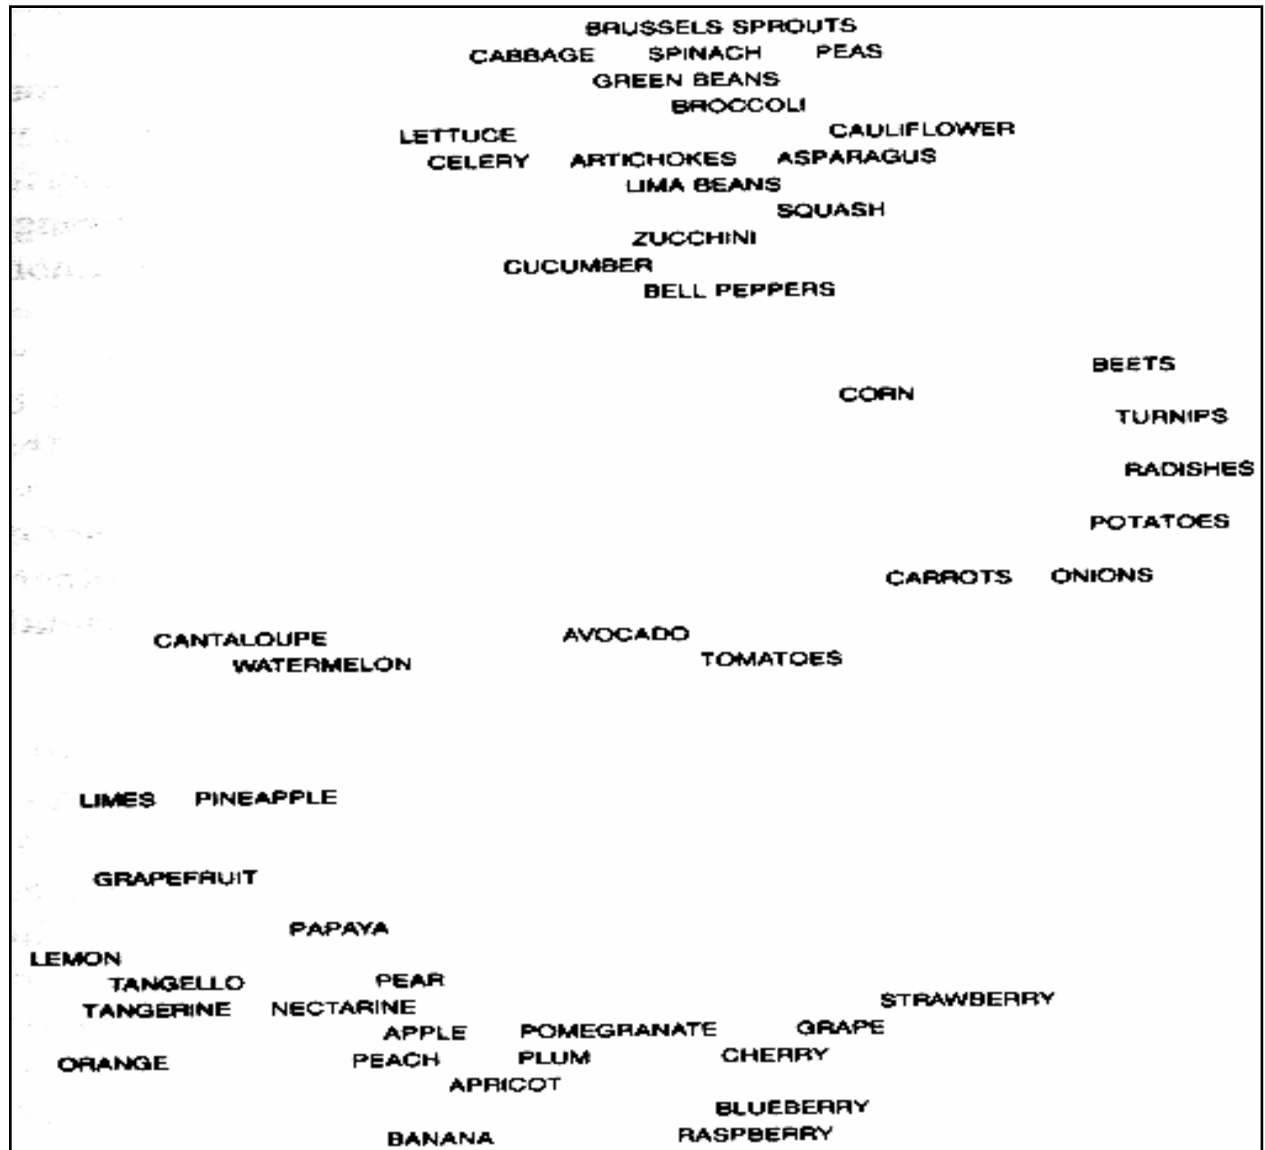 BRUSSELS SPROUTS
CABBAGE SPINACH PEAS
GREEN BEANS
BROCCOLI
LETTUCE CAULIFLOWER
CELERY ARTICHOKES ASPARAGUS
LIMA BEANS
SQUASH
ZUCCHINI
CUCUMBER
BELL PEPPERS
BEETS
CORN
TURNIPS
RADISHES
POTATOES
CARROTS ONIONS
CANTALOUPE AVOCADO
WATERMELON TOMATOES
LIMES PINEAPPLE
GRAPEFRUIT
PAPAYA
LEMON
TANGELLO PEAR
TANGERINE NECTARINE STRAWBERRY
APPLE POMEGRANATE GRAPE
ORANGE PEACH PLUM CHERRY
APRICOT
BLUEBERRY
BANANA RASPBERRY